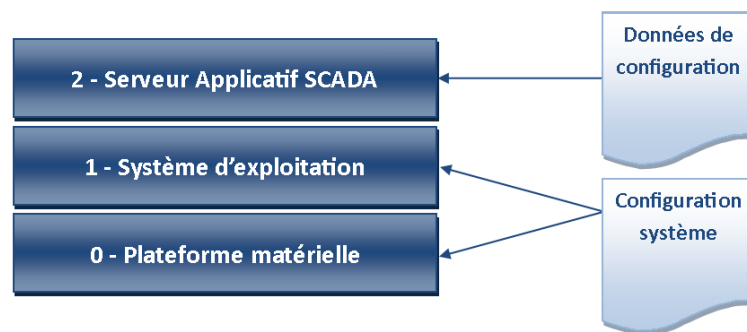 Données de
configuration
2 - Serveur Applicatif SCADA
1 - Système d'exploitation
Configuration
système
0 - Plateforme matérielle